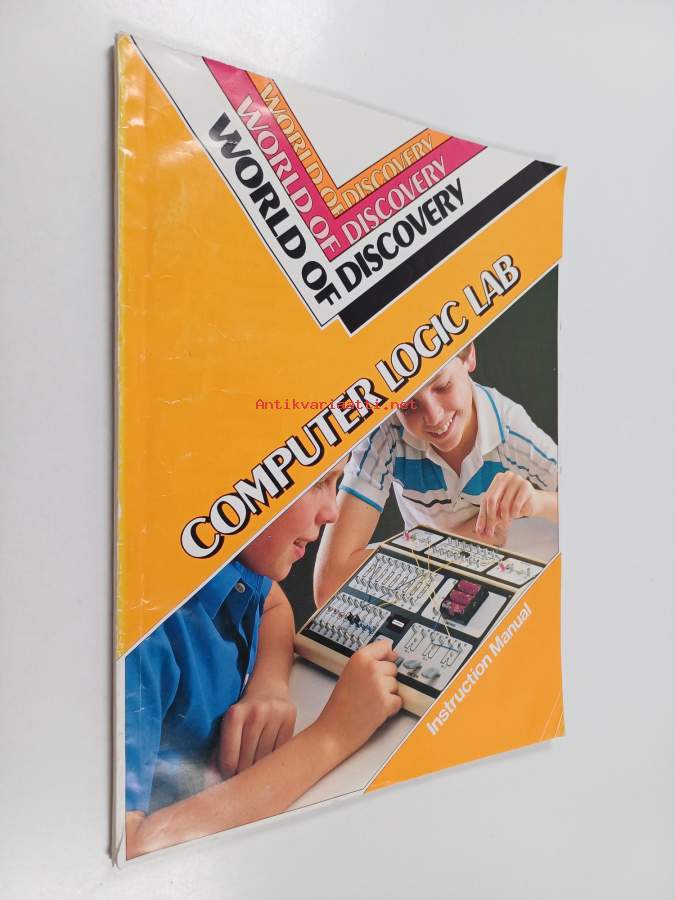 WORLD OF DISCOVERY
WORLD OF DISCOVERY
WORLD OF DISCOVERY
COMPUTER LOGIC LAB
Antikvariaatti.net
Instruction Manual